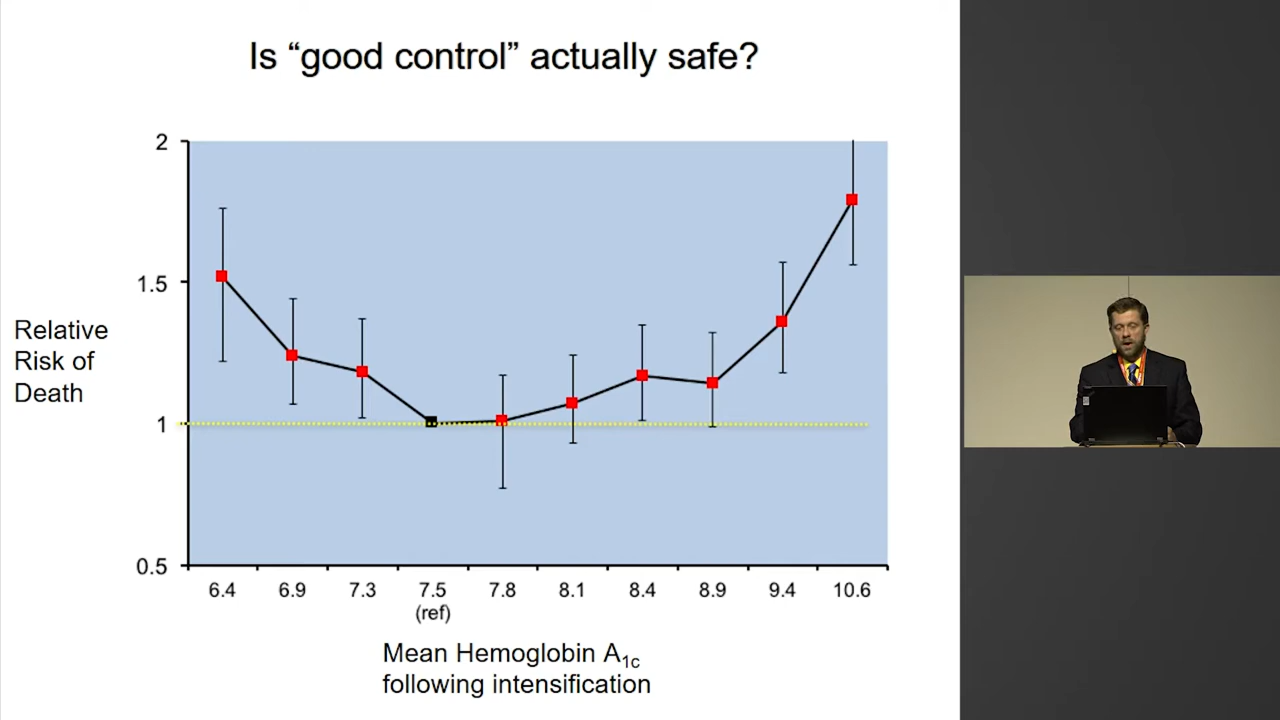 Is “good control” actually safe?
2
1.5
1
0.5
Relative
Risk of
Death
6.4 6.9 7.3 7.5 7.8 8.1 8.4 8.9 9.4 10.6
(ref)
Mean Hemoglobin A1c
following intensification